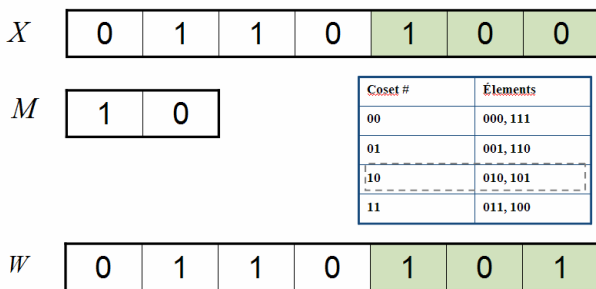 X 0 1 1 0 1 0 0
M 1 0
Coset # Élements
00 000, 111
01 001, 110
10 010, 101
11 011, 100
W 0 1 1 0 1 0 1